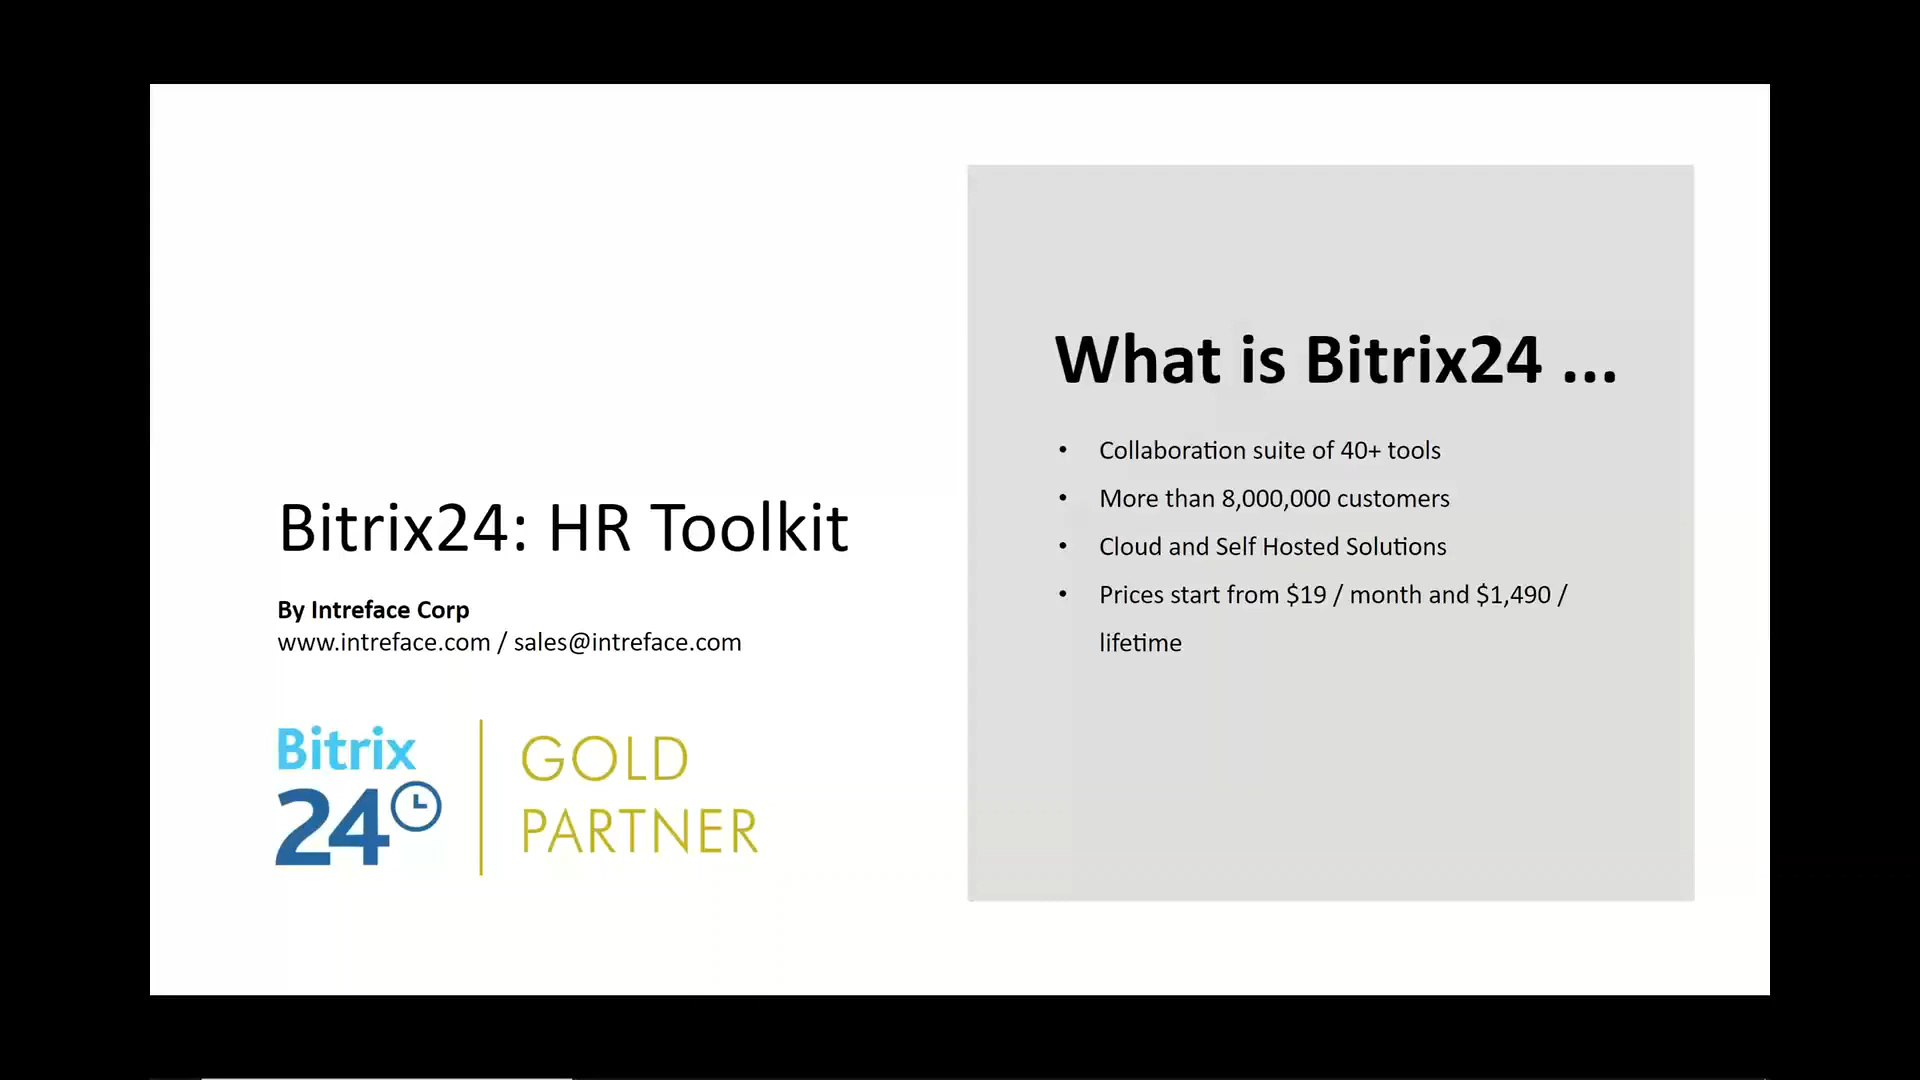 Bitrix24: HR Toolkit
By Intreface Corp
www.intreface.com / sales@intreface.com
Bitrix
24
GOLD
PARTNER
What is Bitrix24 ...
• Collaboration suite of 40+ tools
• More than 8,000,000 customers
• Cloud and Self Hosted Solutions
• Prices start from $19 / month and $1,490 /
lifetime